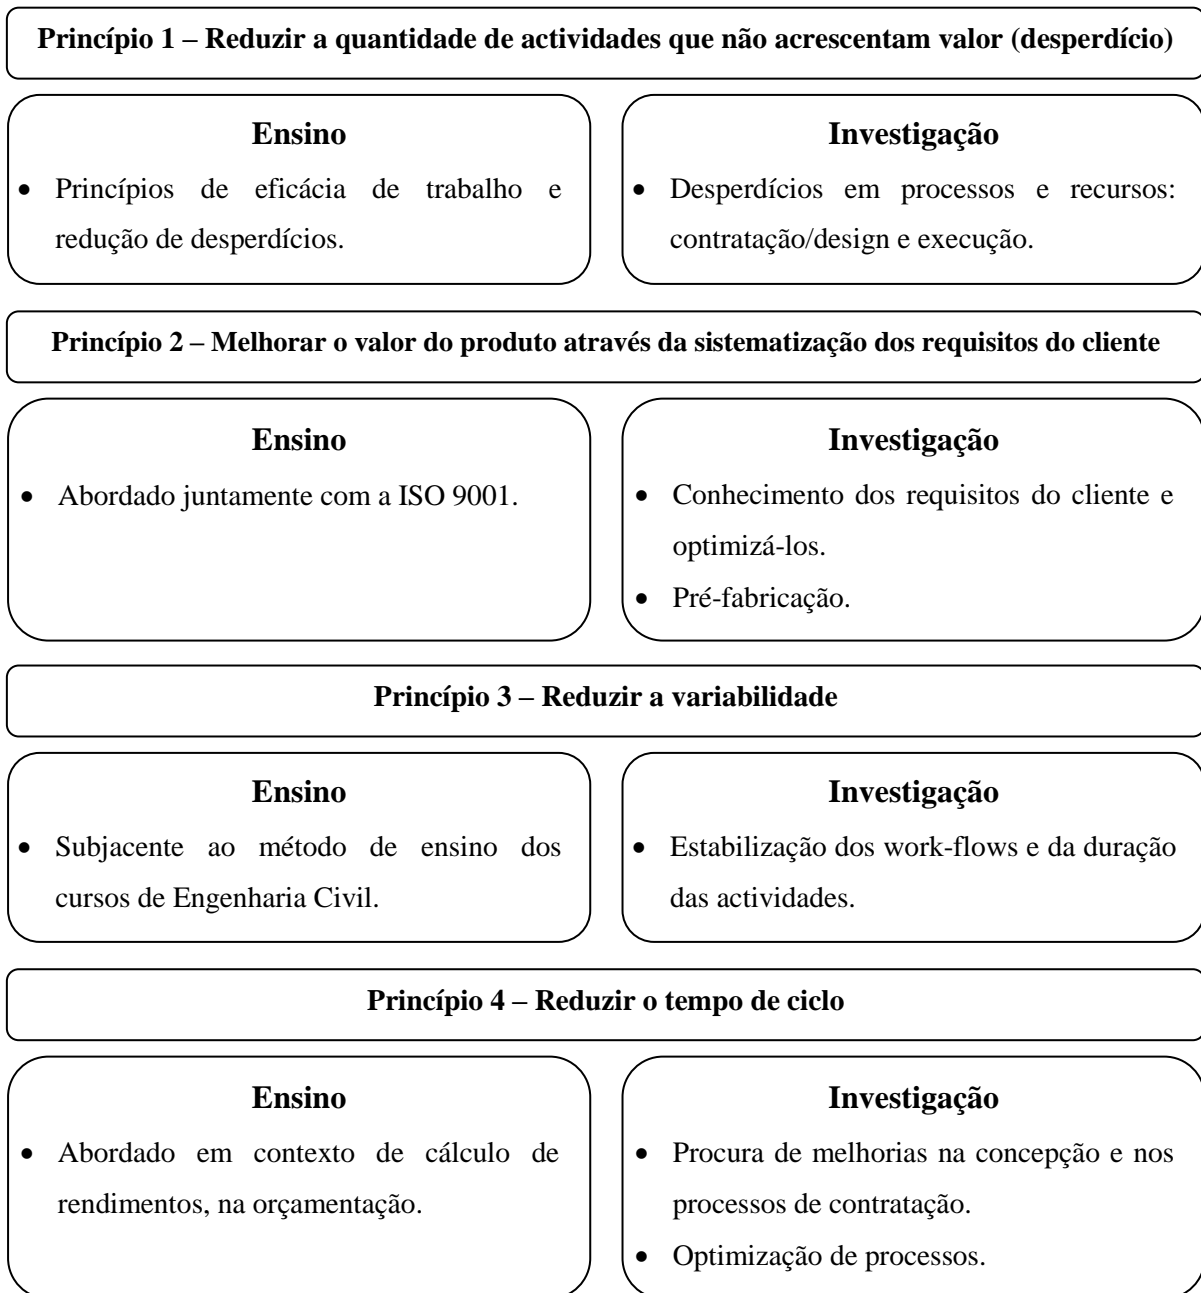 Princípio 1 – Reduzir a quantidade de actividades que não acrescentam valor (desperdício)
Ensino
• Princípios de eficácia de trabalho e
redução de desperdícios.
Investigação
• Desperdícios em processos e recursos:
contratação/design e execução.
Princípio 2 – Melhorar o valor do produto através da sistematização dos requisitos do cliente
Ensino
• Abordado juntamente com a ISO 9001.
Investigação
• Conhecimento dos requisitos do cliente e
optimizá-los.
• Pré-fabricação.
Princípio 3 – Reduzir a variabilidade
Ensino
• Subjacente ao método de ensino dos
cursos de Engenharia Civil.
Investigação
• Estabilização dos work-flows e da duração
das actividades.
Princípio 4 – Reduzir o tempo de ciclo
Ensino
• Abordado em contexto de cálculo de
rendimentos, na orçamentação.
Investigação
• Procura de melhorias na concepção e nos
processos de contratação.
• Optimização de processos.